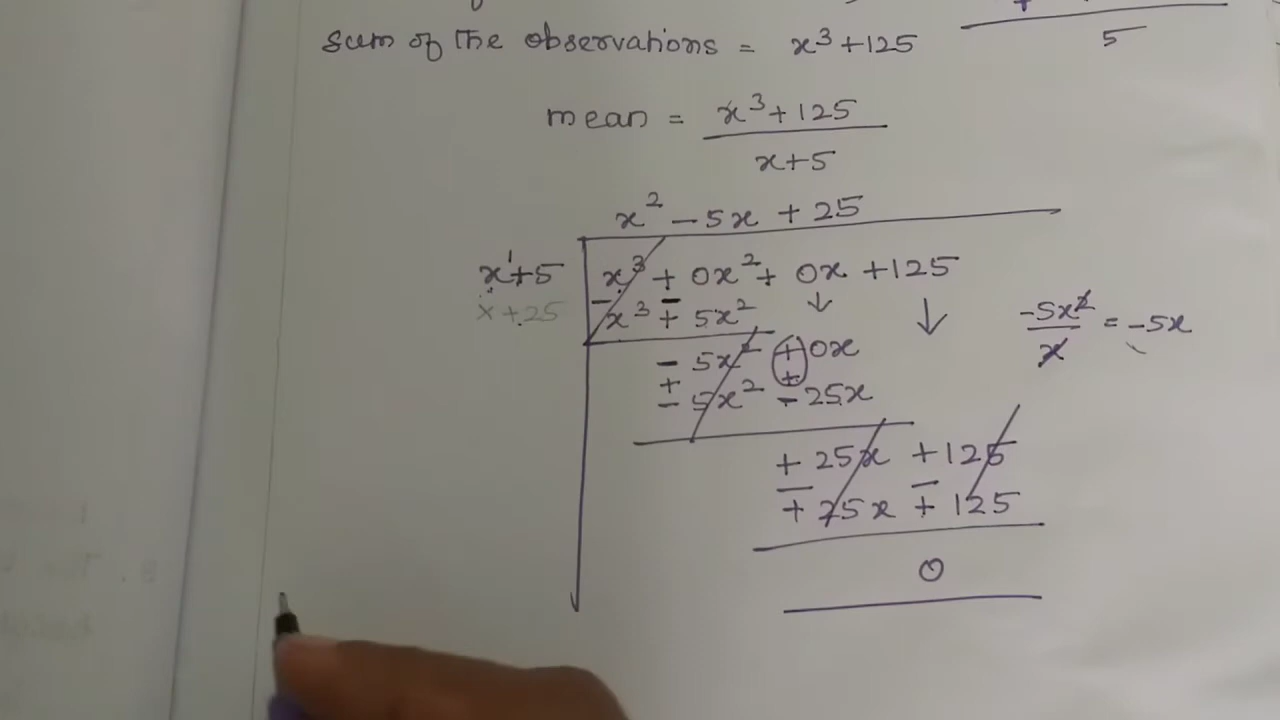 5
sum of the observations = x³+125
mean = x³+125
x+5
x² - 5x + 25
x+5 x³ + 0x² + 0x + 125
x + 25 x³ + 5x²
-5x²/x = -5x
- 5x² + 0x
- 5x² - 25x
+ 25x + 125
+ 25x + 125
0